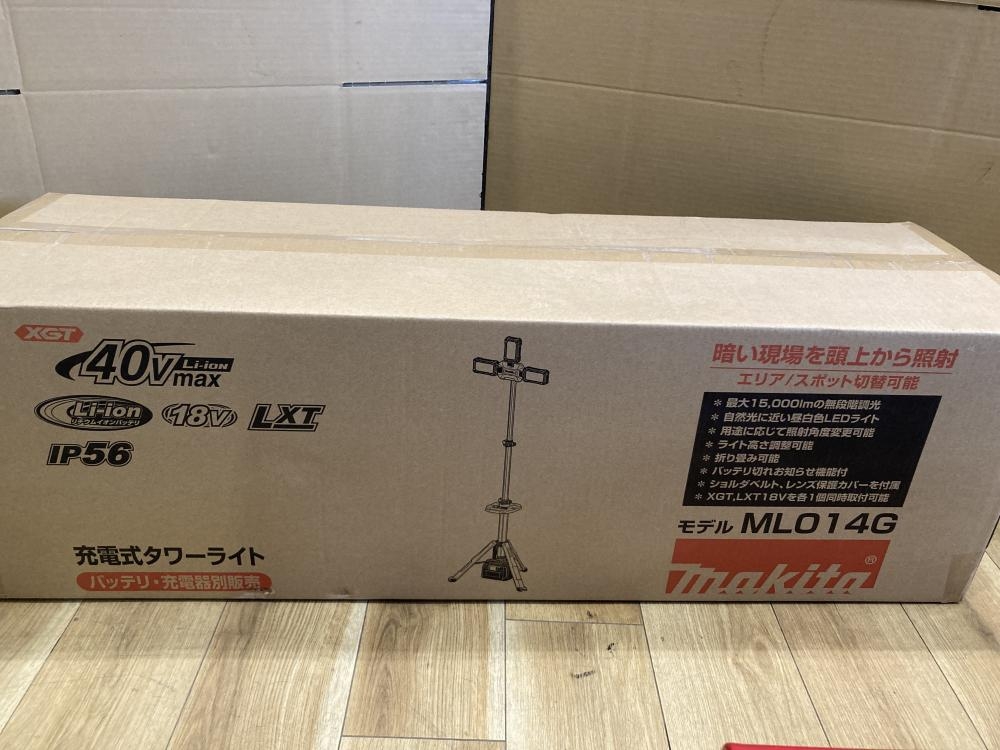 XGT
40Vmax Li-ion
Li-ion
リチウムイオンバッテリ
18V
LXT
IP56
充電式タワーライト
バッテリ・充電器別販売
暗い現場を頭上から照射
エリア/スポット切替可能
＊最大15,000lmの無段階調光
＊自然光に近い昼白色LEDライト
＊用途に応じて照射角度変更可能
＊ライト高さ調整可能
＊折り畳み可能
＊バッテリ切れお知らせ機能付
＊ショルダベルト、レンズ保護カバーを付属
＊XGT,LXT18Vを各1個同時取付可能
モデル ML014G
makita®